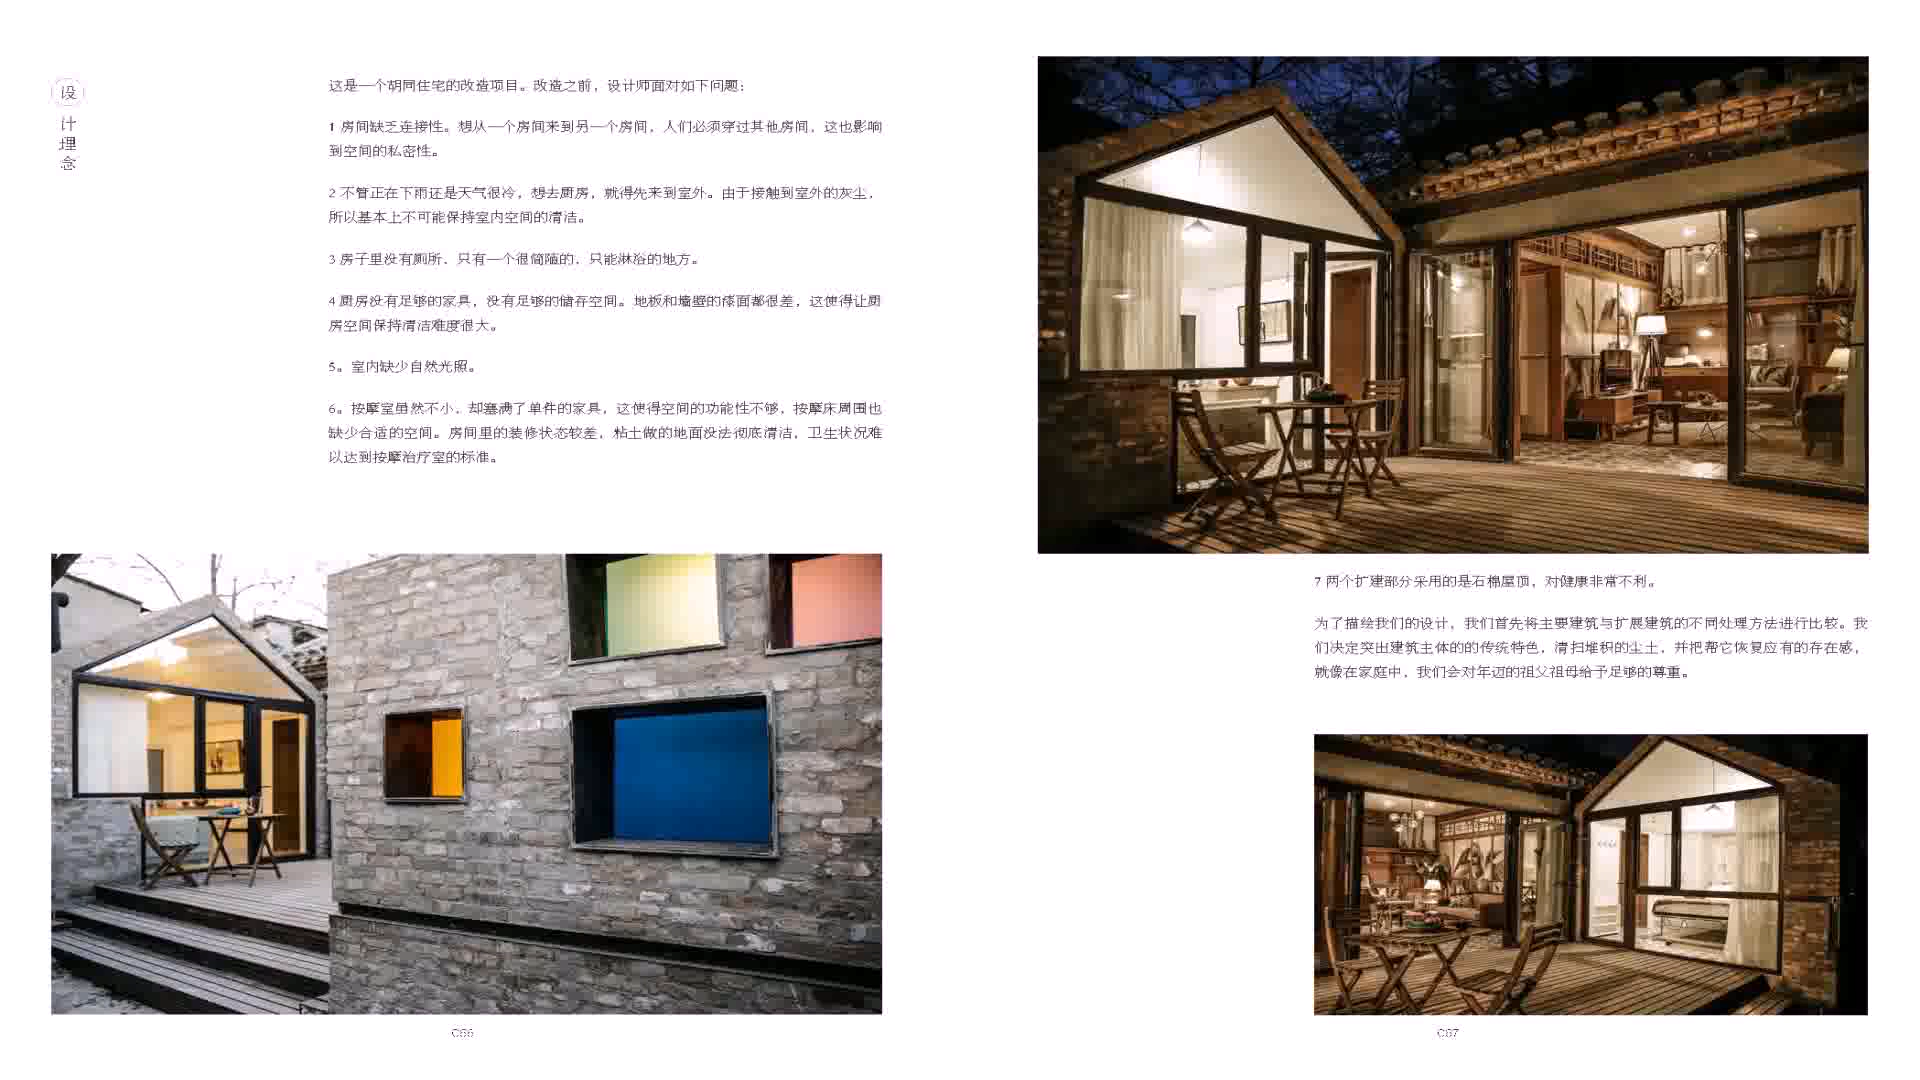 设计理念
这是一个胡同住宅的改造项目。改造之前，设计师面对如下问题：
1 房间缺乏连接性。想从一个房间来到另一个房间，人们必须穿过其他房间，这也影响
到空间的私密性。
2 不管正在下雨还是天气很冷，想去厨房，就得先来到室外。由于接触到室外的灰尘，
所以基本上不可能保持室内空间的清洁。
3 房子里没有厕所，只有一个很简陋的、只能淋浴的地方。
4 厨房没有足够的家具，没有足够的储存空间。地板和墙壁的漆面都很差，这使得让厨
房空间保持清洁难度很大。
5。室内缺少自然光照。
6。按摩室虽然不小，却塞满了单件的家具，这使得空间的功能性不够，按摩床周围也
缺少合适的空间。房间里的装修状态较差，粘土做的地面没法彻底清洁，卫生状况难
以达到按摩治疗室的标准。
C66
7 两个扩建部分采用的是石棉屋顶，对健康非常不利。
为了描绘我们的设计，我们首先将主要建筑与扩展建筑的不同处理方法进行比较。我
们决定突出建筑主体的的传统特色，清扫堆积的尘土，并把帮它恢复应有的存在感，
就像在家庭中，我们会对年迈的祖父祖母给予足够的尊重。
C67